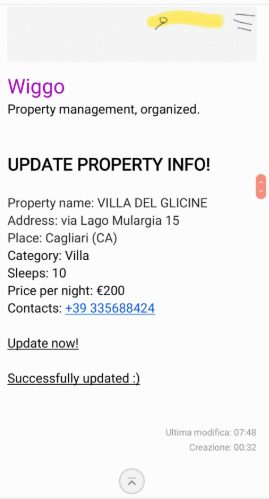 Wiggo
Property management, organized.
UPDATE PROPERTY INFO!
Property name: VILLA DEL GLICINE
Address: via Lago Mulargia 15
Place: Cagliari (CA)
Category: Villa
Sleeps: 10
Price per night: €200
Contacts: +39 335688424
Update now!
Successfully updated :)
Ultima modifica: 07:48
Creazione: 00:32